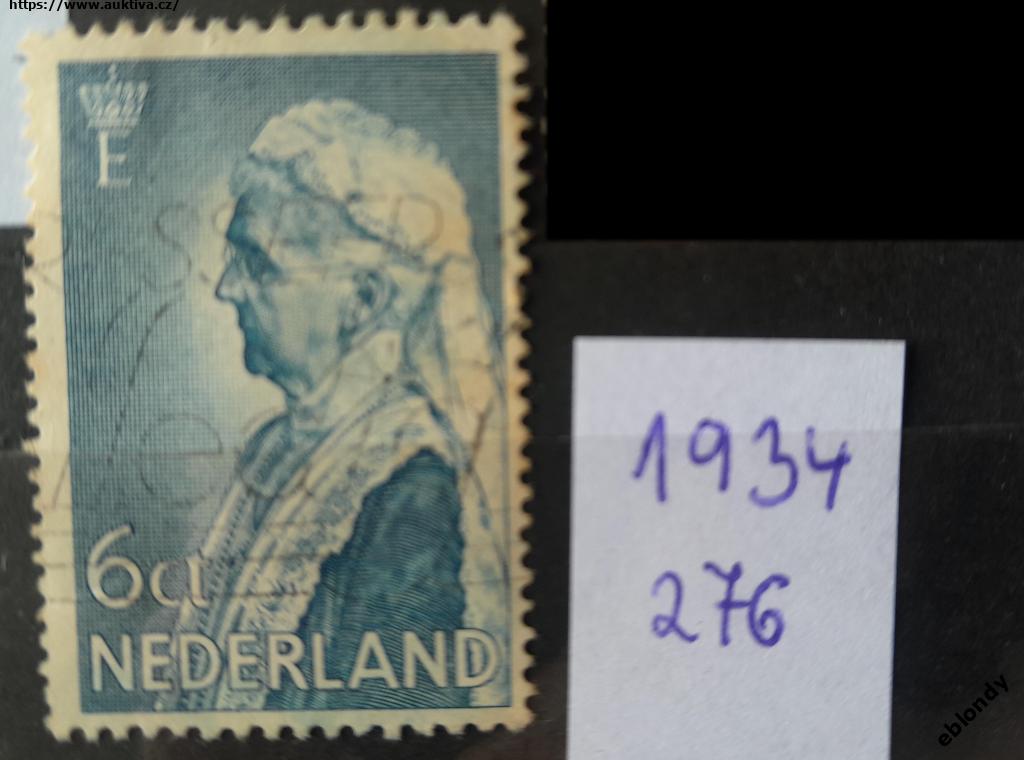 https://www.auktiva.cz/
E
6ct
NEDERLAND
1934
276
eblondy